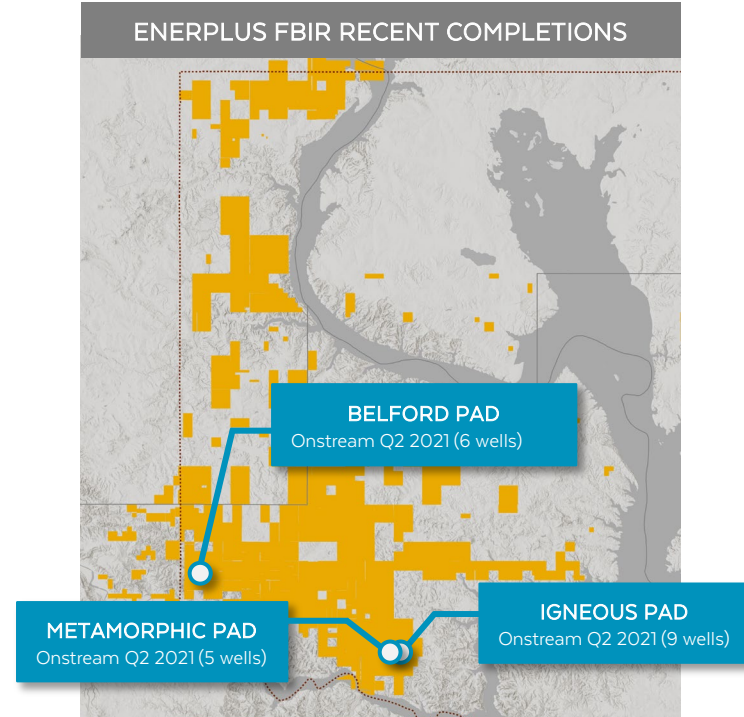 ENERPLUS FBIR RECENT COMPLETIONS
BELFORD PAD
Onstream Q2 2021 (6 wells)
METAMORPHIC PAD
Onstream Q2 2021 (5 wells)
IGNEOUS PAD
Onstream Q2 2021 (9 wells)